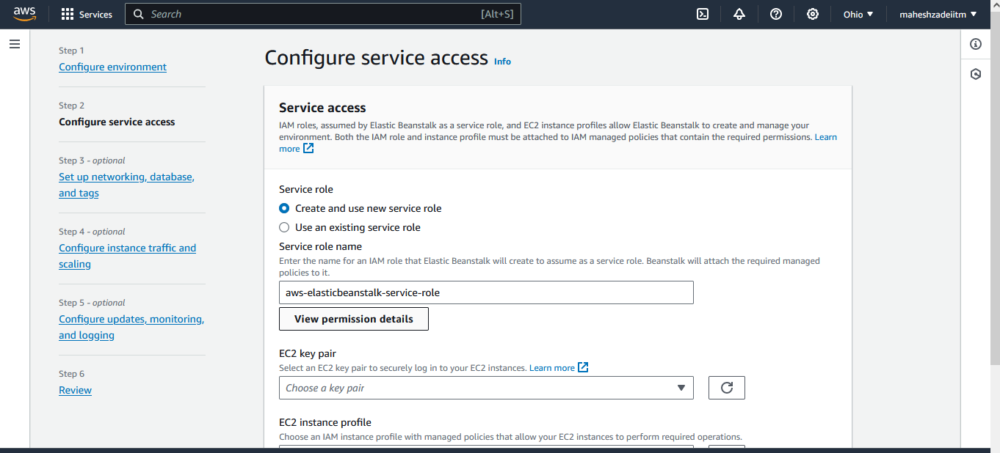 aws
Services
Search
[Alt+S]
Ohio
maheshzadeiitm
Step 1
Configure environment
Step 2
Configure service access
Step 3 - optional
Set up networking, database,
and tags
Step 4 - optional
Configure instance traffic and
scaling
Step 5 - optional
Configure updates, monitoring,
and logging
Step 6
Review
Configure service access Info
Service access
IAM roles, assumed by Elastic Beanstalk as a service role, and EC2 instance profiles allow Elastic Beanstalk to create and manage your
environment. Both the IAM role and instance profile must be attached to IAM managed policies that contain the required permissions. Learn
more
Service role
Create and use new service role
Use an existing service role
Service role name
Enter the name for an IAM role that Elastic Beanstalk will create to assume as a service role. Beanstalk will attach the required managed
policies to it.
aws-elasticbeanstalk-service-role
View permission details
EC2 key pair
Select an EC2 key pair to securely log in to your EC2 instances. Learn more
Choose a key pair
EC2 instance profile
Choose an IAM instance profile with managed policies that allow your EC2 instances to perform required operations.